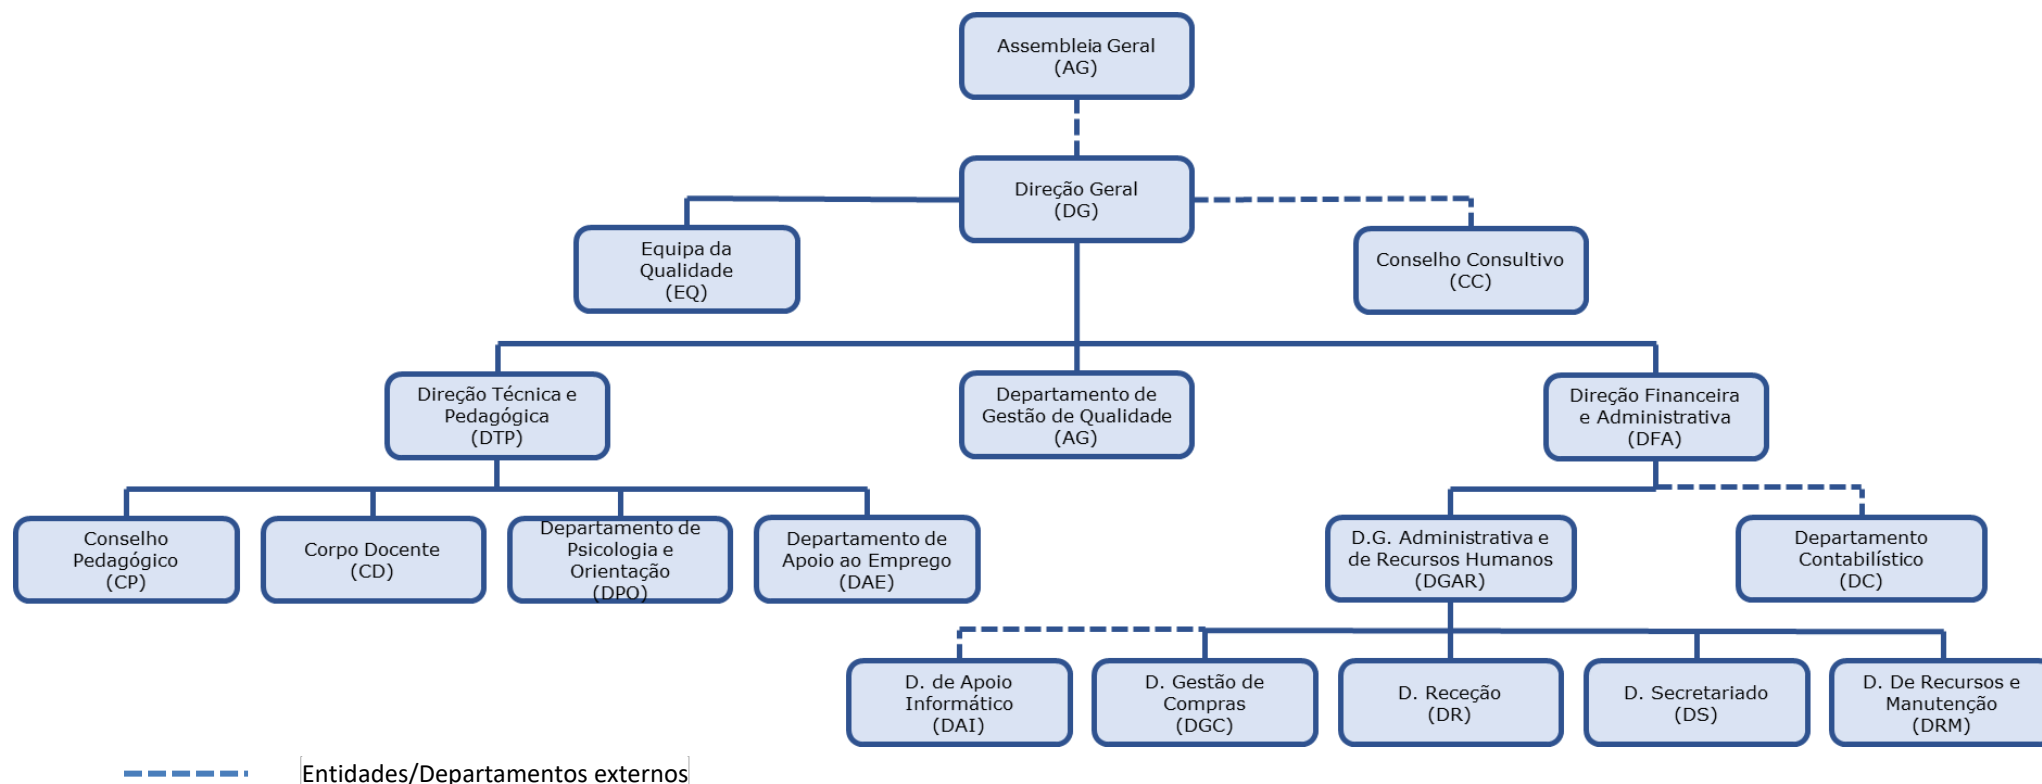 Assembleia Geral
(AG)
Direção Geral
(DG)
Equipa da
Qualidade
(EQ)
Conselho Consultivo
(CC)
Direção Técnica e
Pedagógica
(DTP)
Departamento de
Gestão de Qualidade
(AG)
Direção Financeira
e Administrativa
(DFA)
Conselho
Pedagógico
(CP)
Corpo Docente
(CD)
Departamento de
Psicologia e
Orientação
(DPO)
Departamento de
Apoio ao Emprego
(DAE)
D.G. Administrativa e
de Recursos Humanos
(DGAR)
Departamento
Contabilístico
(DC)
D. de Apoio
Informático
(DAI)
D. Gestão de
Compras
(DGC)
D. Receção
(DR)
D. Secretariado
(DS)
D. De Recursos e
Manutenção
(DRM)
Entidades/Departamentos externos